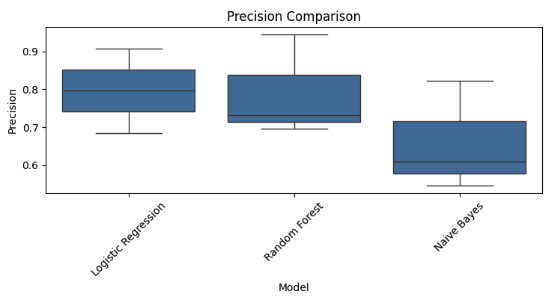 Precision Comparison
Precision
0.9
0.8
0.7
0.6
Logistic Regression
Random Forest
Naive Bayes
Model